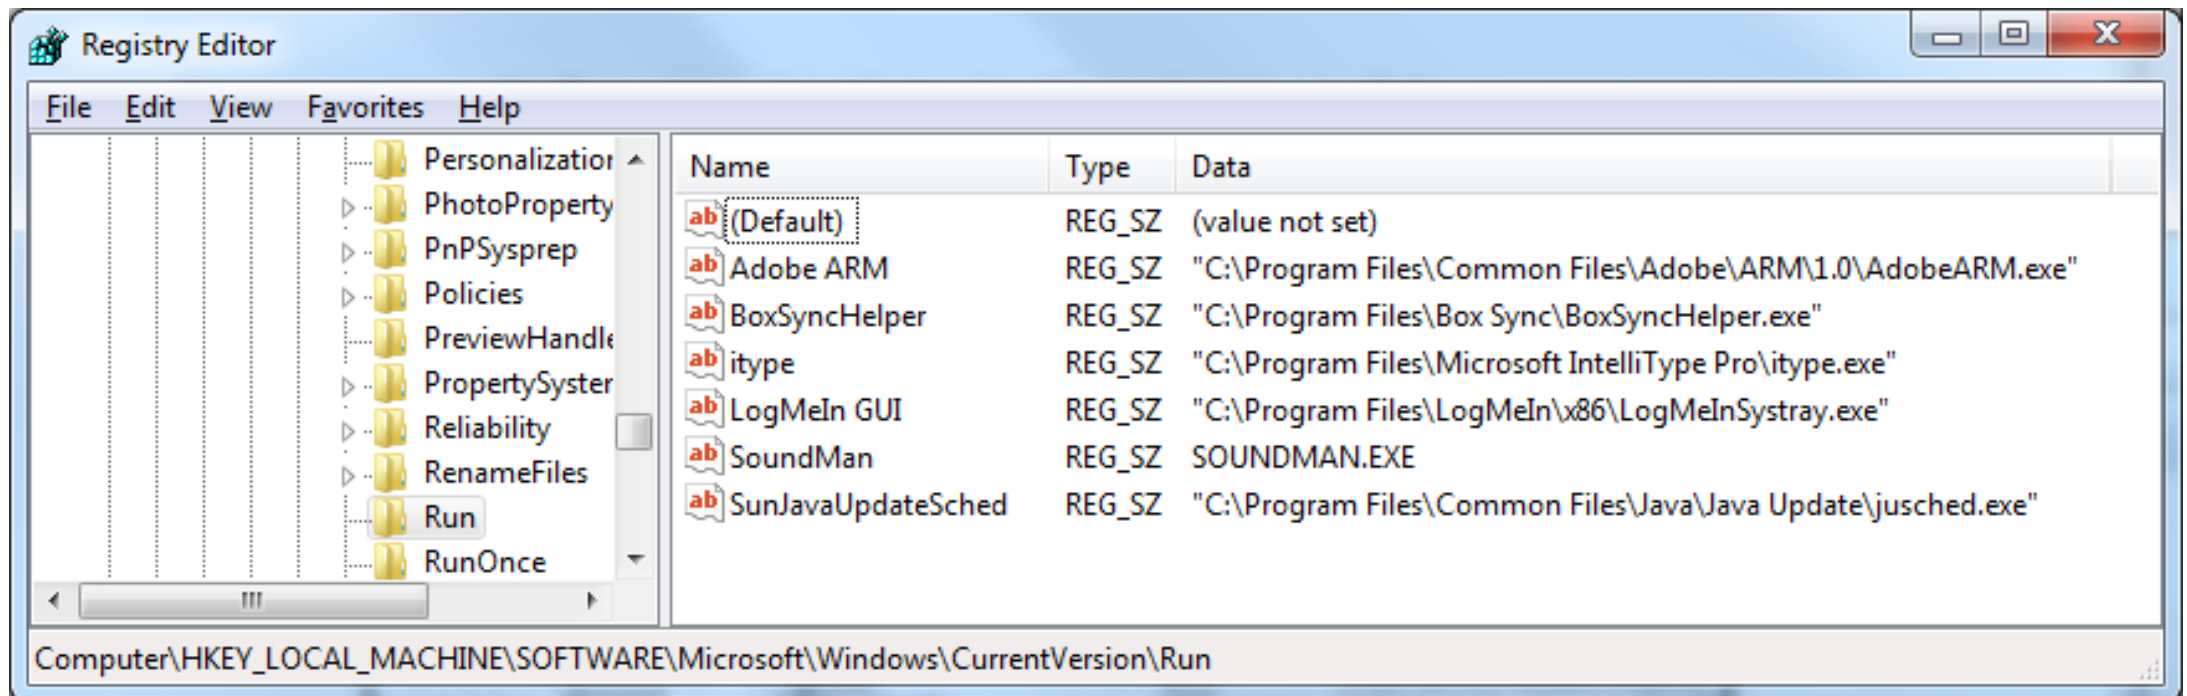 Registry Editor
File Edit View Favorites Help
Personalization
PhotoProperty
PnPSysprep
Policies
PreviewHandle
PropertySyster
Reliability
RenameFiles
Run
RunOnce
Name Type Data
(Default) REG_SZ (value not set)
Adobe ARM REG_SZ "C:\Program Files\Common Files\Adobe\ARM\1.0\AdobeARM.exe"
BoxSyncHelper REG_SZ "C:\Program Files\Box Sync\BoxSyncHelper.exe"
itype REG_SZ "C:\Program Files\Microsoft IntelliType Pro\itype.exe"
LogMeIn GUI REG_SZ "C:\Program Files\LogMeIn\x86\LogMeInSystray.exe"
SoundMan REG_SZ SOUNDMAN.EXE
SunJavaUpdateSched REG_SZ "C:\Program Files\Common Files\Java\Java Update\jusched.exe"
Computer\HKEY_LOCAL_MACHINE\SOFTWARE\Microsoft\Windows\CurrentVersion\Run